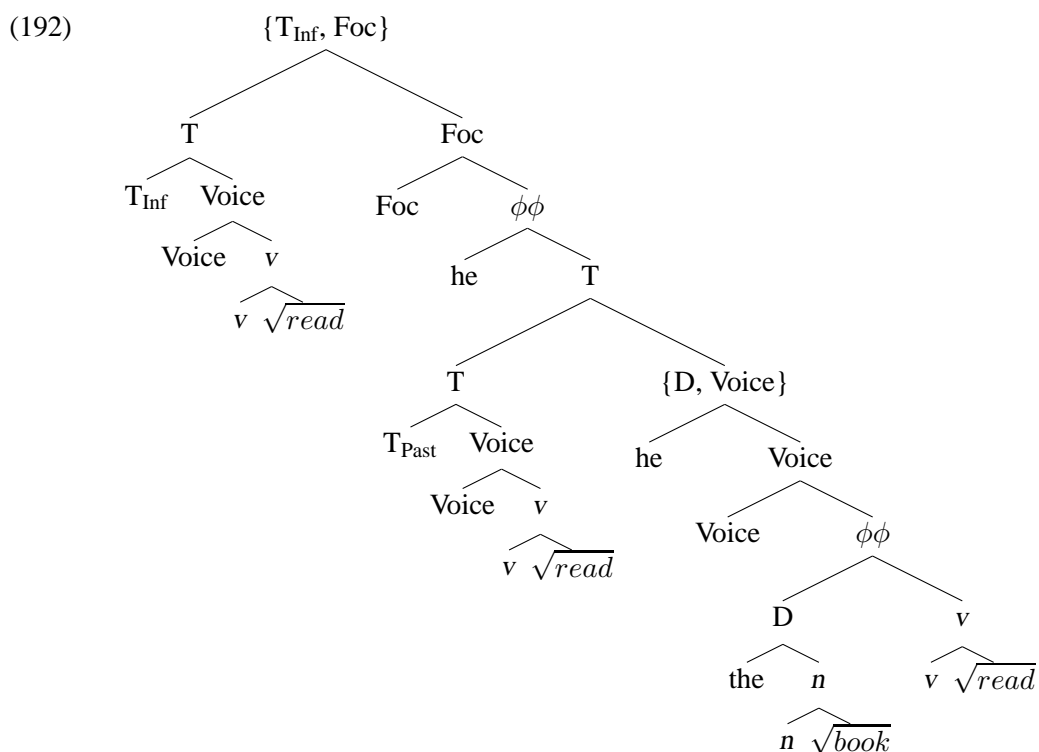 (192) {T_Inf, Foc}
T Foc
T_Inf Voice Foc ϕϕ
Voice v he T
v √read
T {D, Voice}
T_Past Voice he Voice
Voice v Voice ϕϕ
v √read
D v
the n v √read
n √book